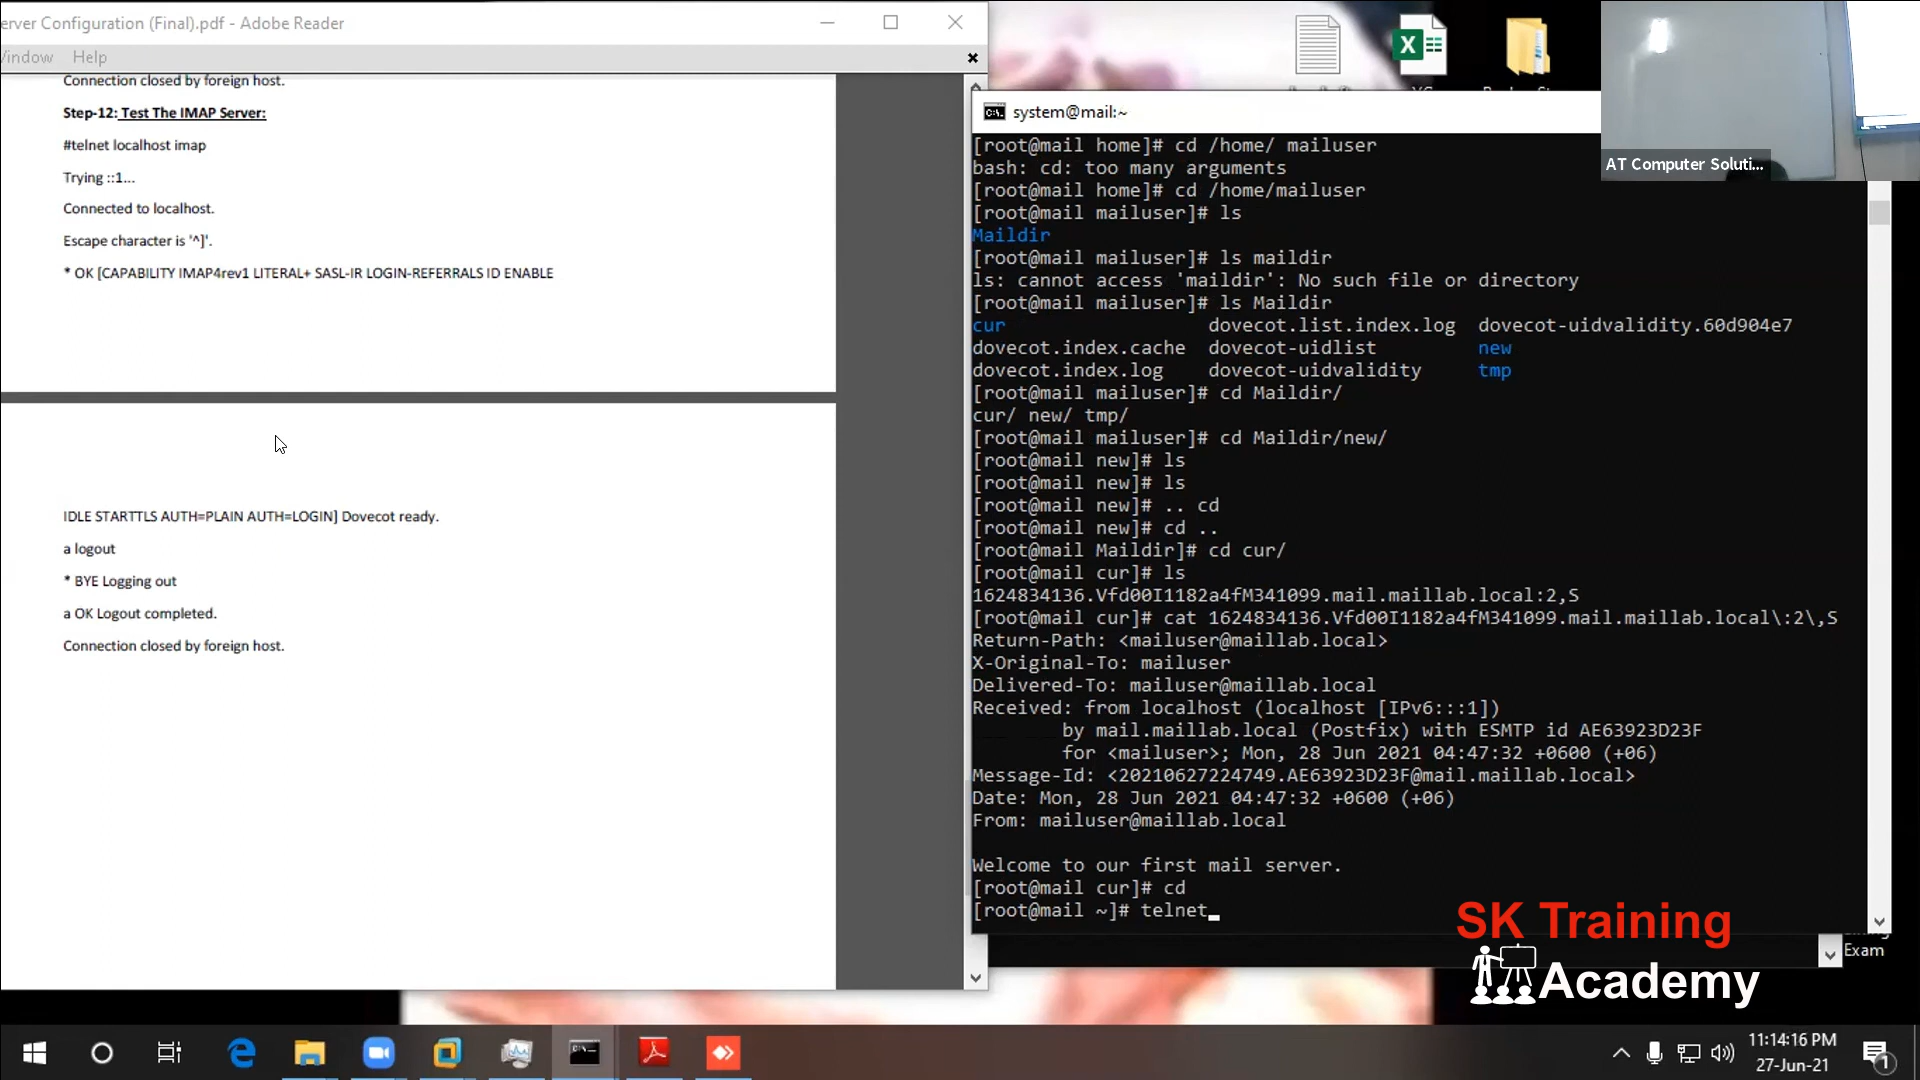 erver Configuration (Final).pdf - Adobe Reader
Window Help
Connection closed by foreign host.
Step-12: Test The IMAP Server:
#telnet localhost imap
Trying ::1...
Connected to localhost.
Escape character is '^]'.
* OK [CAPABILITY IMAP4rev1 LITERAL+ SASL-IR LOGIN-REFERRALS ID ENABLE
IDLE STARTTLS AUTH=PLAIN AUTH=LOGIN] Dovecot ready.
a logout
* BYE Logging out
a OK Logout completed.
Connection closed by foreign host.
system@mail:~
[root@mail home]# cd /home/ mailuser
bash: cd: too many arguments
[root@mail home]# cd /home/mailuser
[root@mail mailuser]# ls
Maildir
[root@mail mailuser]# ls maildir
ls: cannot access 'maildir': No such file or directory
[root@mail mailuser]# ls Maildir
cur dovecot.list.index.log dovecot-uidvalidity.60d904e7
dovecot.index.cache dovecot-uidlist new
dovecot.index.log dovecot-uidvalidity tmp
[root@mail mailuser]# cd Maildir/
cur/ new/ tmp/
[root@mail mailuser]# cd Maildir/new/
[root@mail new]# ls
[root@mail new]# ls
[root@mail new]# .. cd
[root@mail new]# cd ..
[root@mail Maildir]# cd cur/
[root@mail cur]# ls
1624834136.Vfd00I1182a4fM341099.mail.maillab.local:2,S
[root@mail cur]# cat 1624834136.Vfd00I1182a4fM341099.mail.maillab.local\:2\,S
Return-Path: <mailuser@maillab.local>
X-Original-To: mailuser
Delivered-To: mailuser@maillab.local
Received: from localhost (localhost [IPv6:::1])
by mail.maillab.local (Postfix) with ESMTP id AE63923D23F
for <mailuser>; Mon, 28 Jun 2021 04:47:32 +0600 (+06)
Message-Id: <20210627224749.AE63923D23F@mail.maillab.local>
Date: Mon, 28 Jun 2021 04:47:32 +0600 (+06)
From: mailuser@maillab.local
Welcome to our first mail server.
[root@mail cur]# cd
[root@mail ~]# telnet
AT Computer Soluti...
SK Training
Academy
Exam
11:14:16 PM
27-Jun-21
1